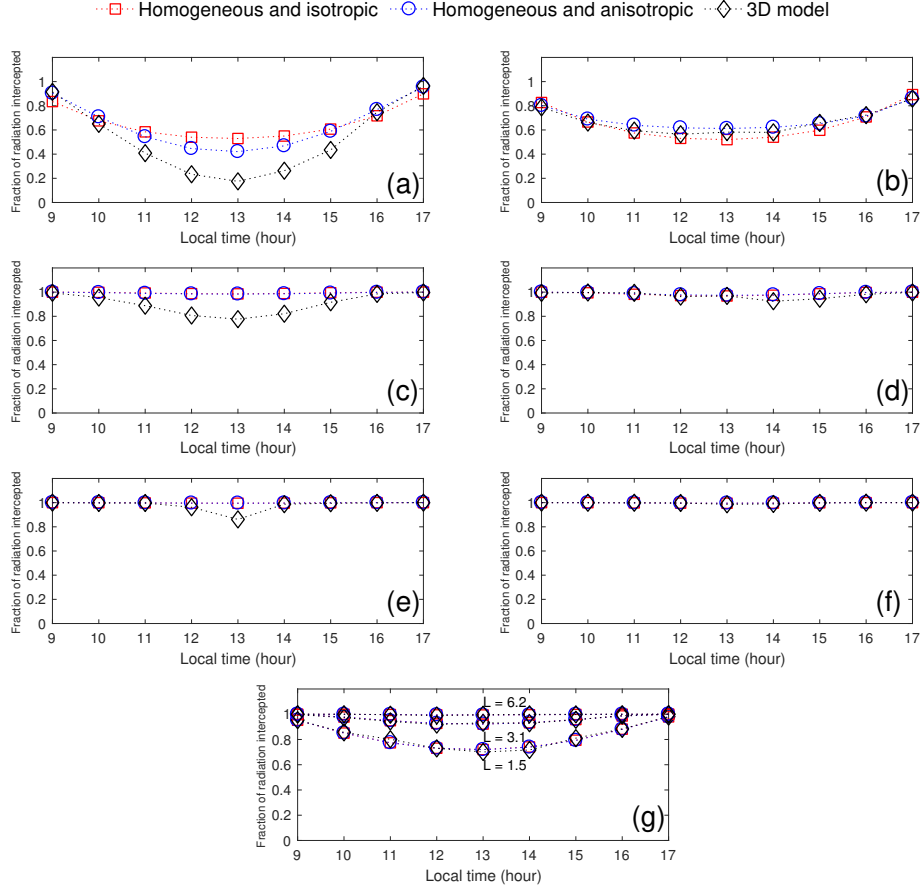 Homogeneous and isotropic Homogeneous and anisotropic 3D model
Fraction of radiation intercepted
1
0.8
0.6
0.4
0.2
0
9 10 11 12 13 14 15 16 17
Local time (hour)
(a)
Fraction of radiation intercepted
1
0.8
0.6
0.4
0.2
0
9 10 11 12 13 14 15 16 17
Local time (hour)
(b)
Fraction of radiation intercepted
1
0.8
0.6
0.4
0.2
0
9 10 11 12 13 14 15 16 17
Local time (hour)
(c)
Fraction of radiation intercepted
1
0.8
0.6
0.4
0.2
0
9 10 11 12 13 14 15 16 17
Local time (hour)
(d)
Fraction of radiation intercepted
1
0.8
0.6
0.4
0.2
0
9 10 11 12 13 14 15 16 17
Local time (hour)
(e)
Fraction of radiation intercepted
1
0.8
0.6
0.4
0.2
0
9 10 11 12 13 14 15 16 17
Local time (hour)
(f)
Fraction of radiation intercepted
1
0.8
0.6
0.4
0.2
0
L = 6.2
L = 3.1
L = 1.5
(g)
9 10 11 12 13 14 15 16 17
Local time (hour)